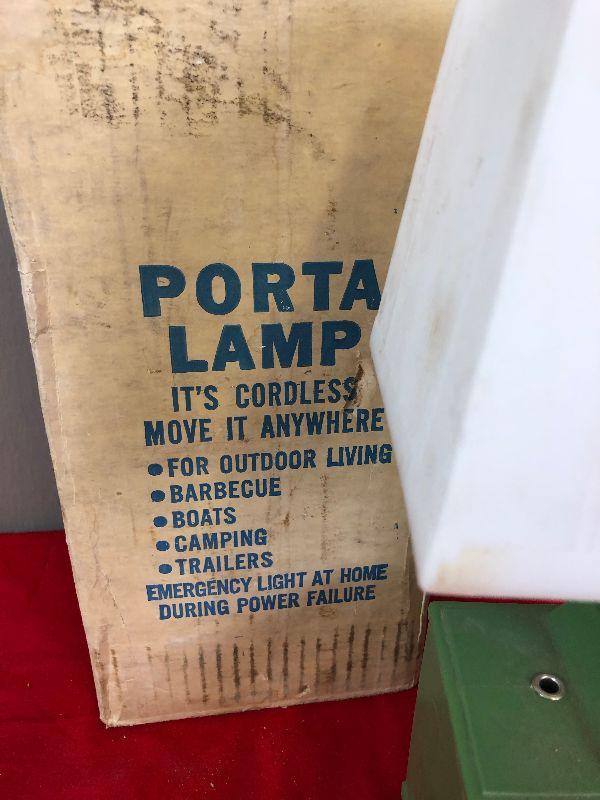 PORTA
LAMP
IT'S CORDLESS
MOVE IT ANYWHERE
• FOR OUTDOOR LIVING
• BARBECUE
• BOATS
• CAMPING
• TRAILERS
EMERGENCY LIGHT AT HOME
DURING POWER FAILURE